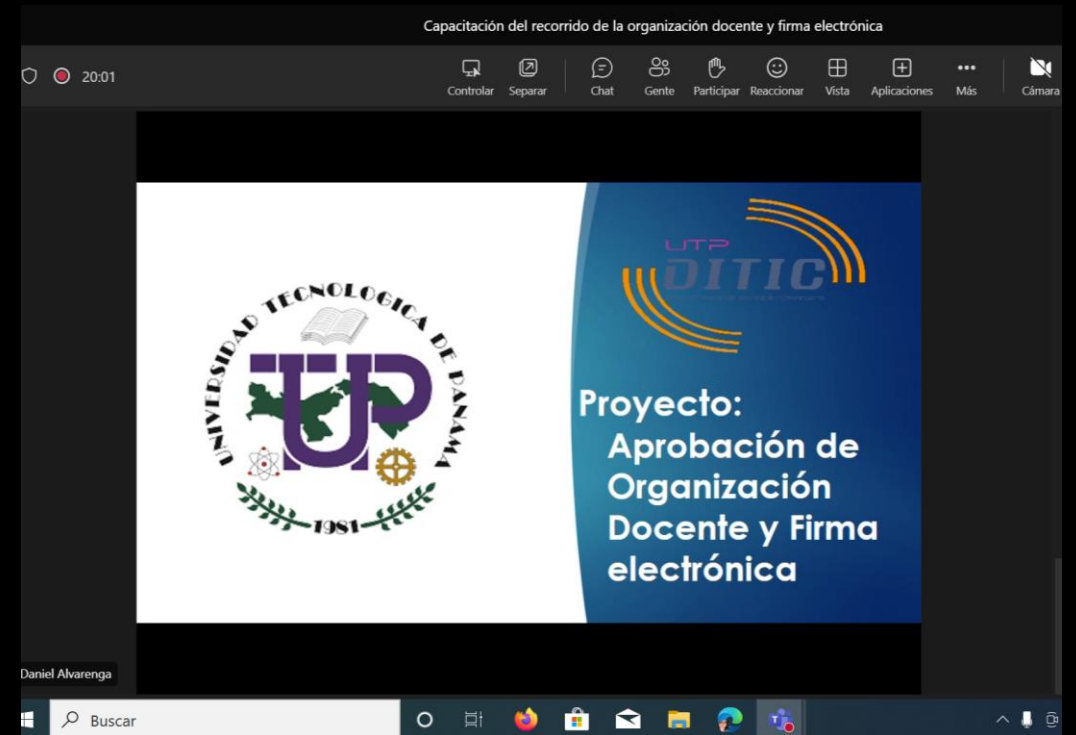 Capacitación del recorrido de la organización docente y firma electrónica
20:01
Controlar Separar Chat Gente Participar Reaccionar Vista Aplicaciones Más Cámara
UNIVERSIDAD TECNOLOGICA DE PANAMA
UTP
1981
UTP
DITIC
Proyecto:
Aprobación de
Organización
Docente y Firma
electrónica
Daniel Alvarenga
Buscar